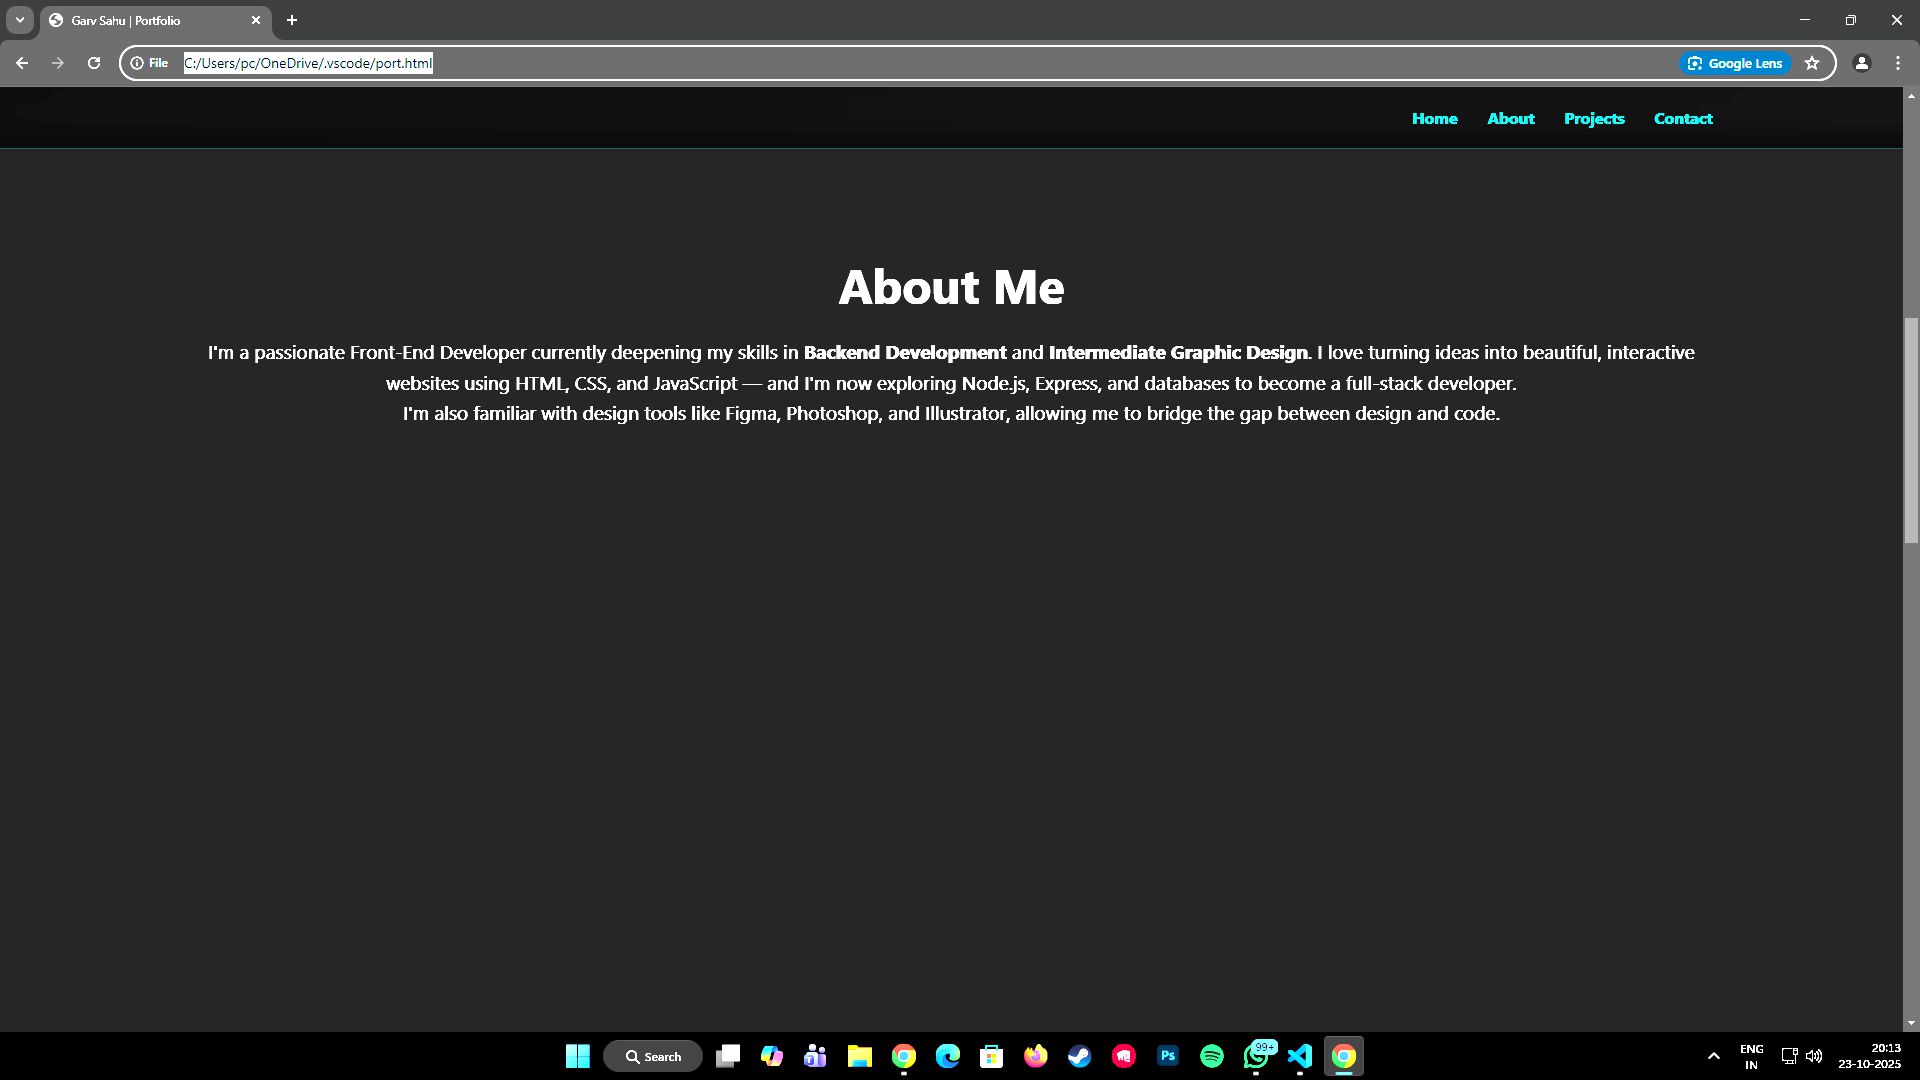 Garv Sahu | Portfolio
File
C:/Users/pc/OneDrive/.vscode/port.html
Google Lens
Home About Projects Contact
About Me
I'm a passionate Front-End Developer currently deepening my skills in Backend Development and Intermediate Graphic Design. I love turning ideas into beautiful, interactive
websites using HTML, CSS, and JavaScript — and I'm now exploring Node.js, Express, and databases to become a full-stack developer.
I'm also familiar with design tools like Figma, Photoshop, and Illustrator, allowing me to bridge the gap between design and code.
Search
Ps
99+
ENG
IN
20:13
23-10-2025